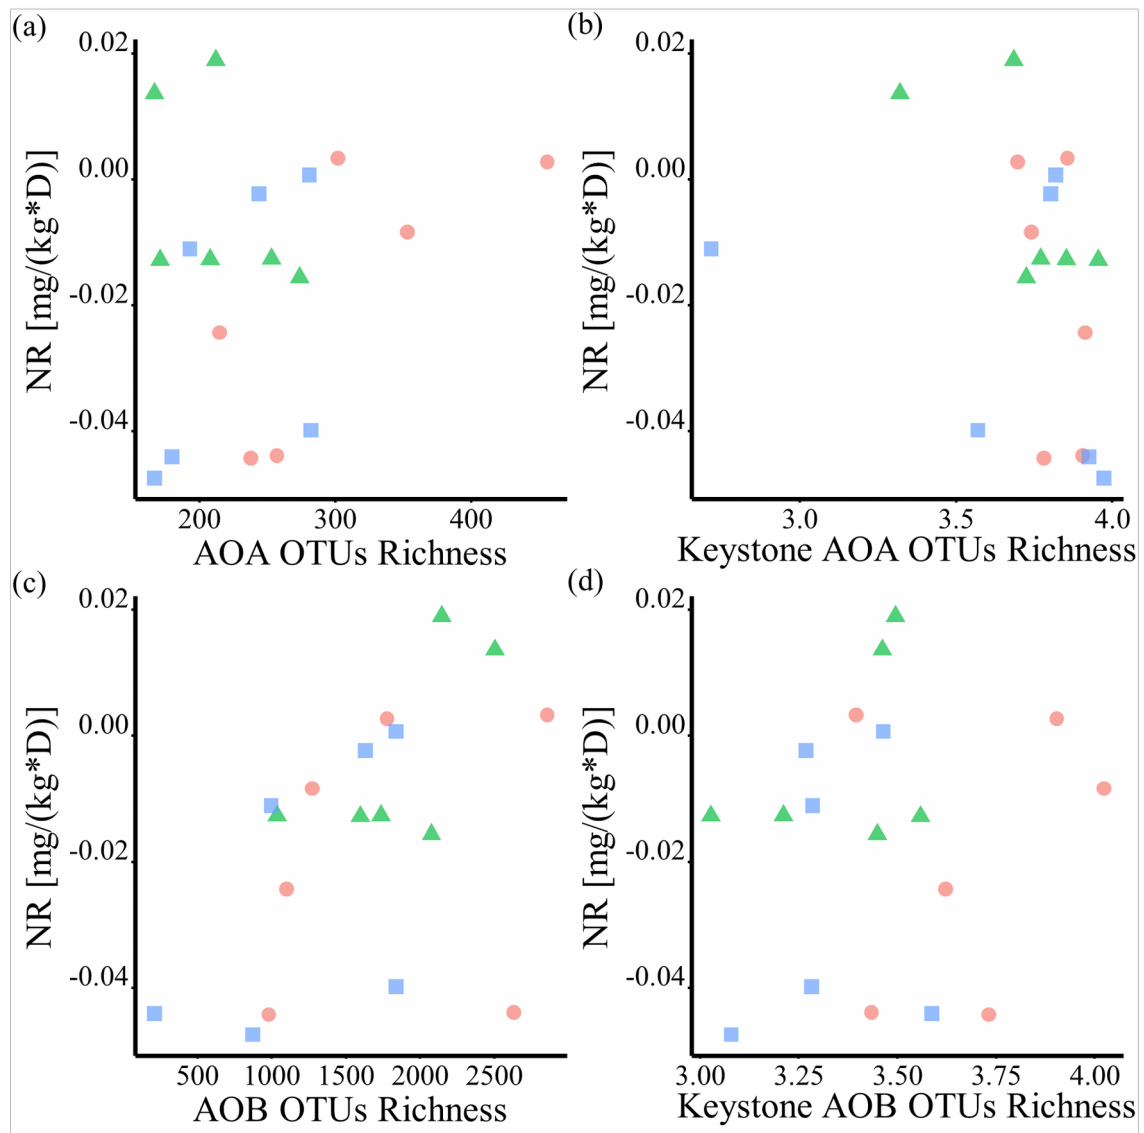 (a)
0.02
0.00
-0.02
-0.04
NR [mg/(kg*D)]
200 300 400
AOA OTUs Richness
(b)
0.02
0.00
-0.02
-0.04
NR [mg/(kg*D)]
3.0 3.5 4.0
Keystone AOA OTUs Richness
(c)
0.02
0.00
-0.02
-0.04
NR [mg/(kg*D)]
500 1000 1500 2000 2500
AOB OTUs Richness
(d)
0.02
0.00
-0.02
-0.04
NR [mg/(kg*D)]
3.00 3.25 3.50 3.75 4.00
Keystone AOB OTUs Richness